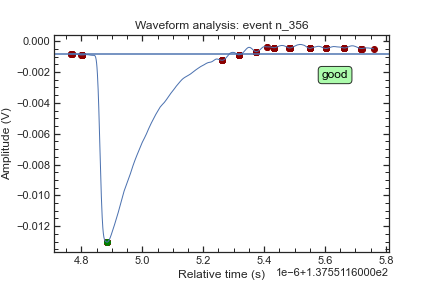 Waveform analysis: event n_356
0.000
−0.002
−0.004
−0.006
−0.008
−0.010
−0.012
Amplitude (V)
good
4.8 5.0 5.2 5.4 5.6 5.8
Relative time (s)
1e−6+1.3755116000e2